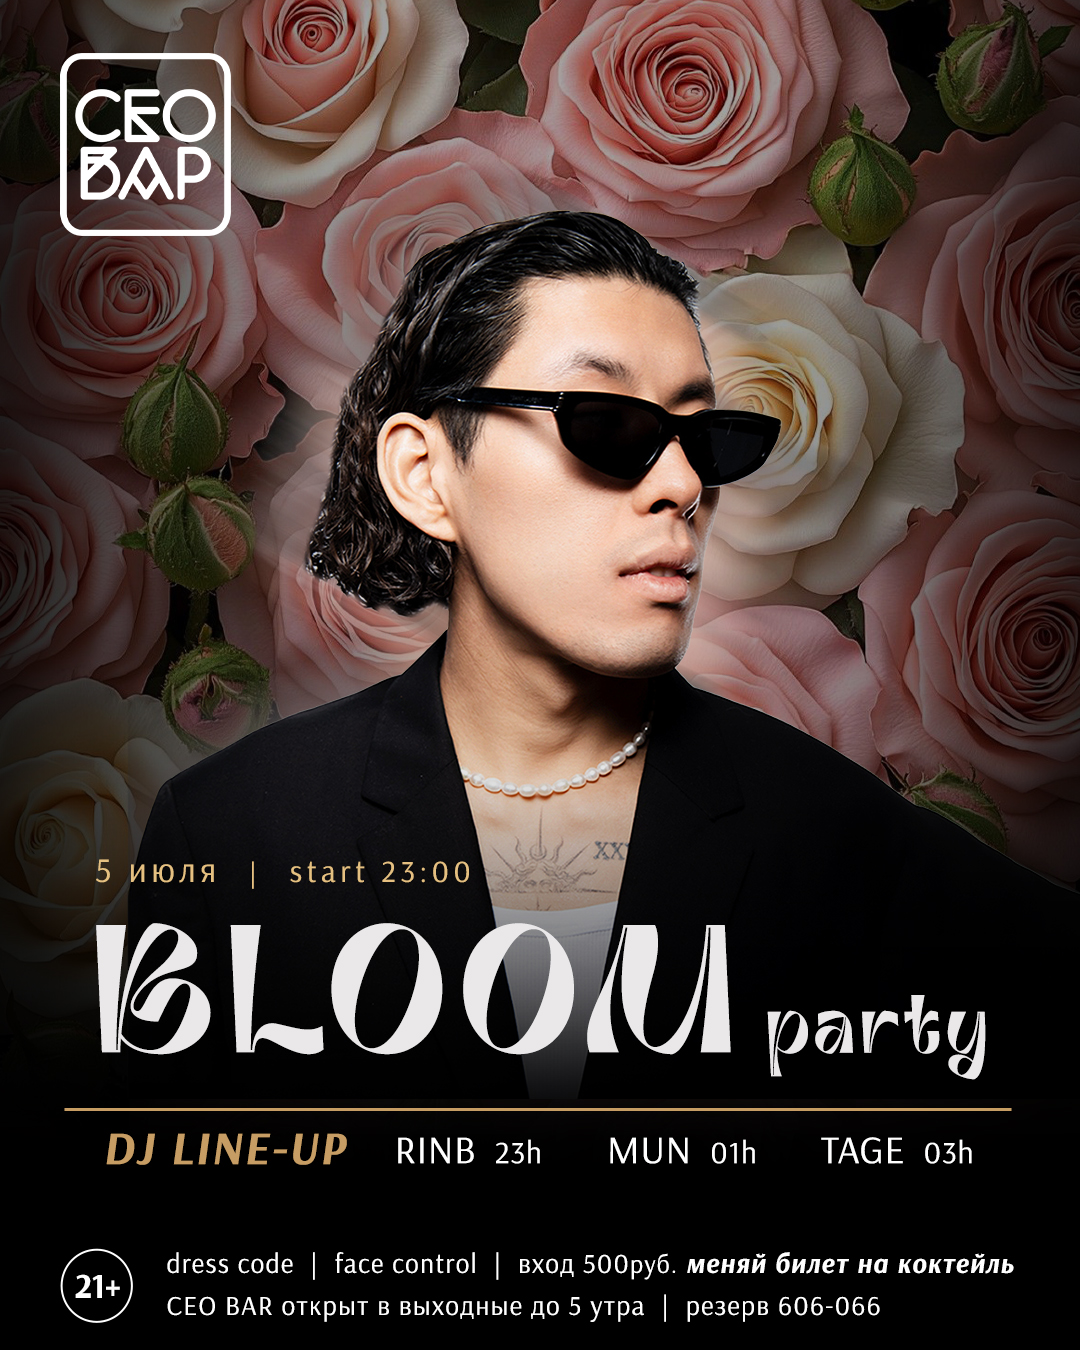 CEO
BAP
5 июля | start 23:00
BLOOM party
DJ LINE-UP RINB 23h MUN 01h TAGE 03h
21+
dress code | face control | вход 500руб. меняй билет на коктейль
CEO BAR открыт в выходные до 5 утра | резерв 606-066